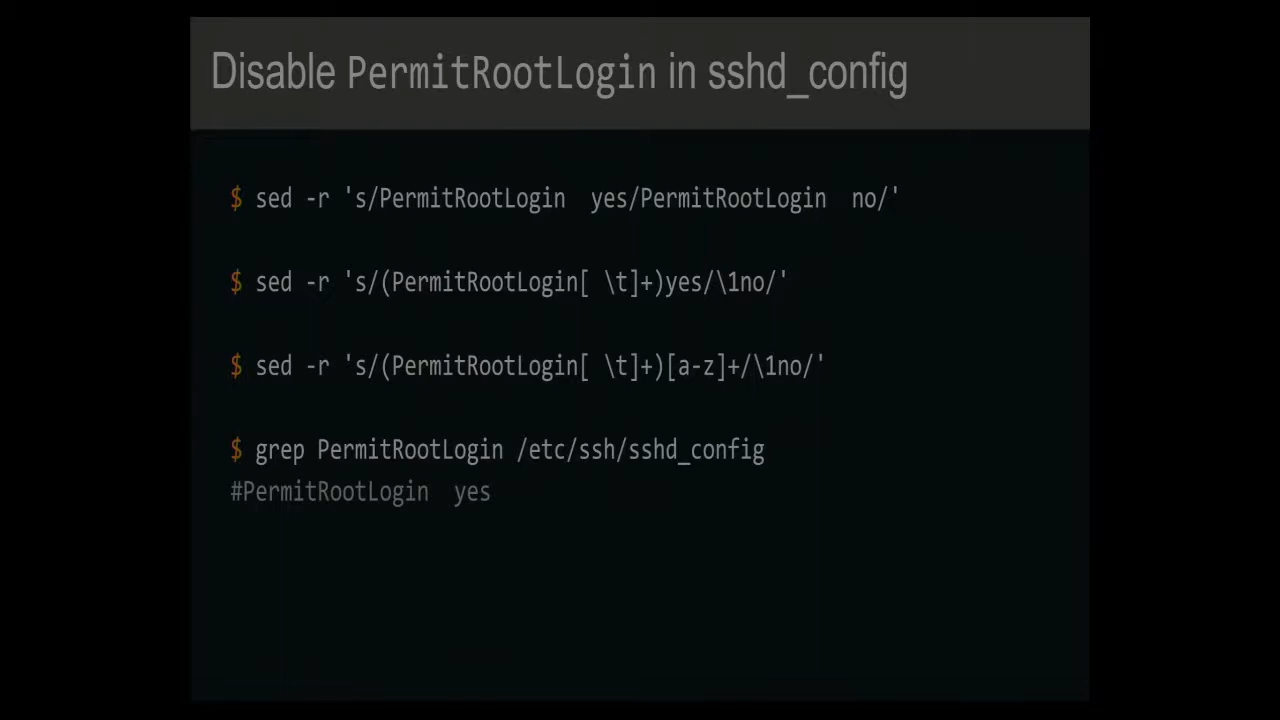 Disable PermitRootLogin in sshd_config
$ sed -r 's/PermitRootLogin  yes/PermitRootLogin  no/'
$ sed -r 's/(PermitRootLogin[ \t]+)yes/\1no/'
$ sed -r 's/(PermitRootLogin[ \t]+)[a-z]+/\1no/'
$ grep PermitRootLogin /etc/ssh/sshd_config
#PermitRootLogin  yes